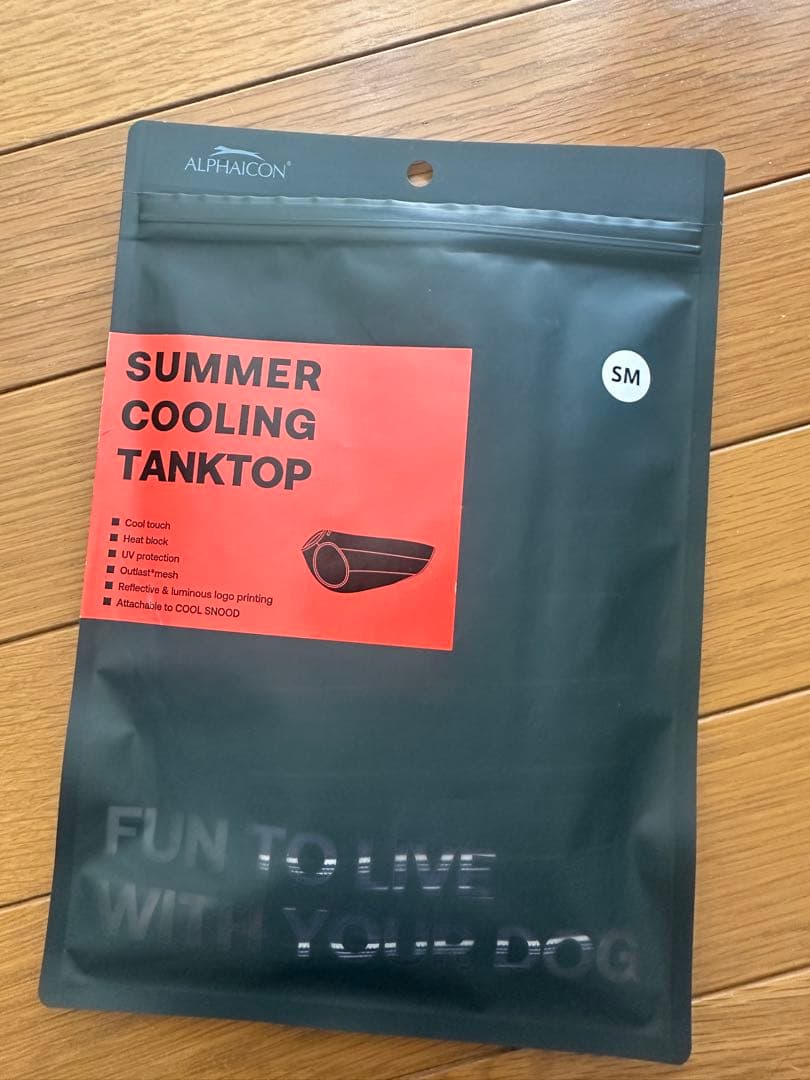 ALPHAICON®
SM
SUMMER
COOLING
TANKTOP
■ Cool touch
■ Heat block
■ UV protection
■ Outlast®mesh
■ Reflective & luminous logo printing
■ Attachable to COOL SNOOD
FUN TO LIVE
WITH YOUR DOG